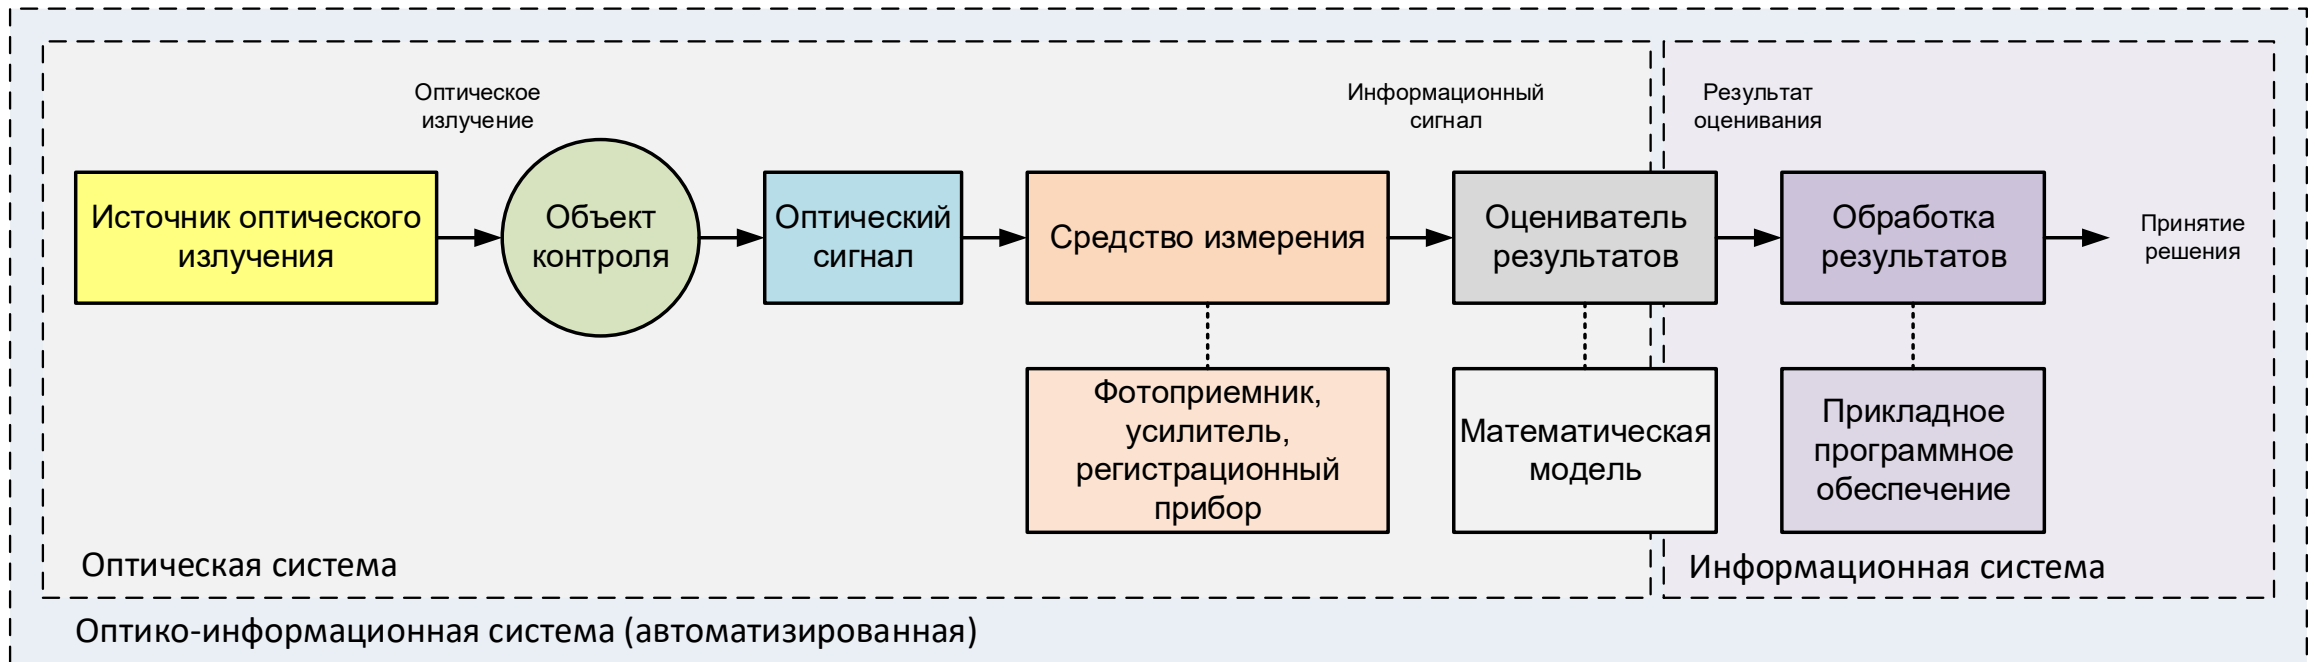 Оптическое
излучение
Информационный
сигнал
Результат
оценивания
Источник оптического
излучения
Объект
контроля
Оптический
сигнал
Средство измерения
Оцениватель
результатов
Обработка
результатов
Принятие
решения
Фотоприемник,
усилитель,
регистрационный
прибор
Математическая
модель
Прикладное
программное
обеспечение
Оптическая система
Информационная система
Оптико-информационная система (автоматизированная)